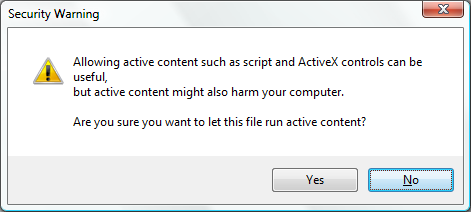 Security Warning
Allowing active content such as script and ActiveX controls can be
useful,
but active content might also harm your computer.
Are you sure you want to let this file run active content?
Yes
No